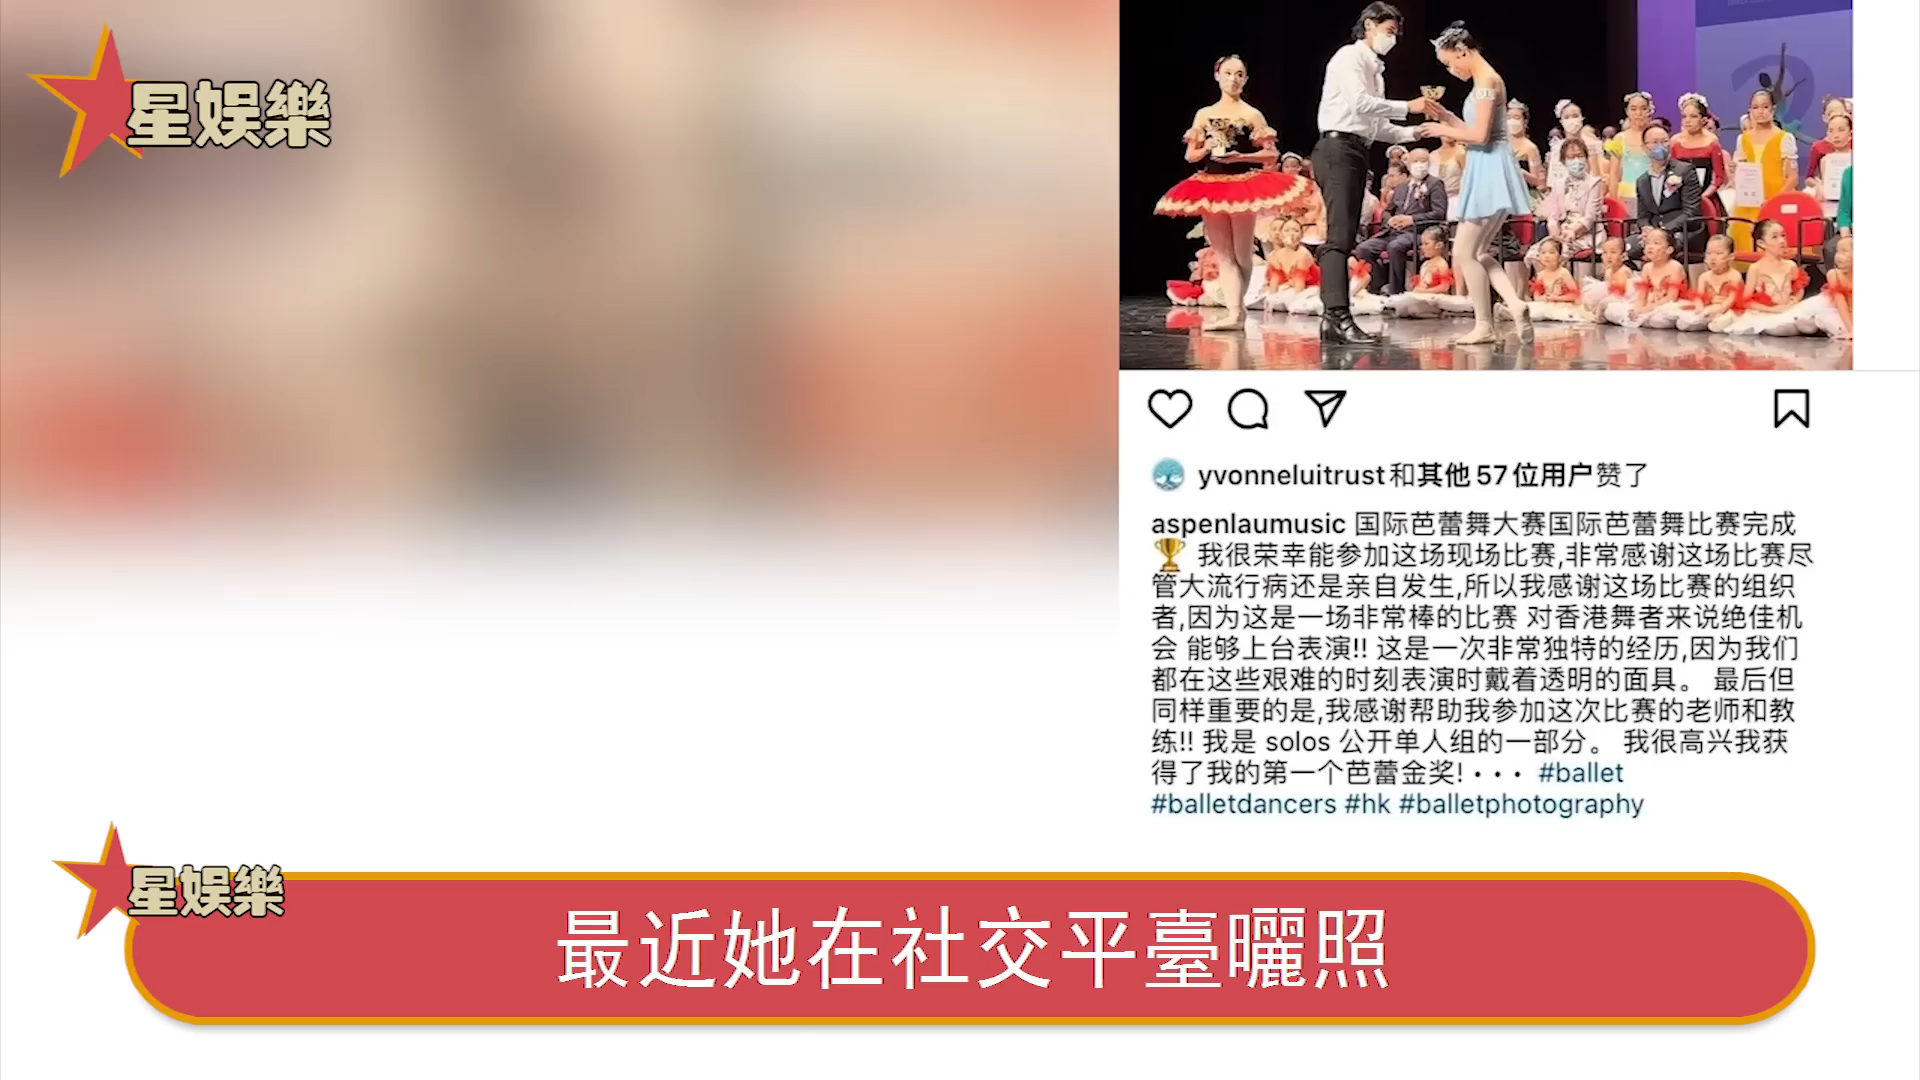 星娱樂
yvonneluitrust和其他 57 位用户赞了
aspenlaumusic 国际芭蕾舞大赛国际芭蕾舞比赛完成
🏆 我很荣幸能参加这场现场比赛,非常感谢这场比赛尽
管大流行病还是亲自发生,所以我感谢这场比赛的组织
者,因为这是一场非常棒的比赛 对香港舞者来说绝佳机
会 能够上台表演!! 这是一次非常独特的经历,因为我们
都在这些艰难的时刻表演时戴着透明的面具。 最后但
同样重要的是,我感谢帮助我参加这次比赛的老师和教
练!! 我是 solos 公开单人组的一部分。 我很高兴我获
得了我的第一个芭蕾金奖! • • • #ballet
#balletdancers #hk #balletphotography
星娱樂
最近她在社交平臺曬照